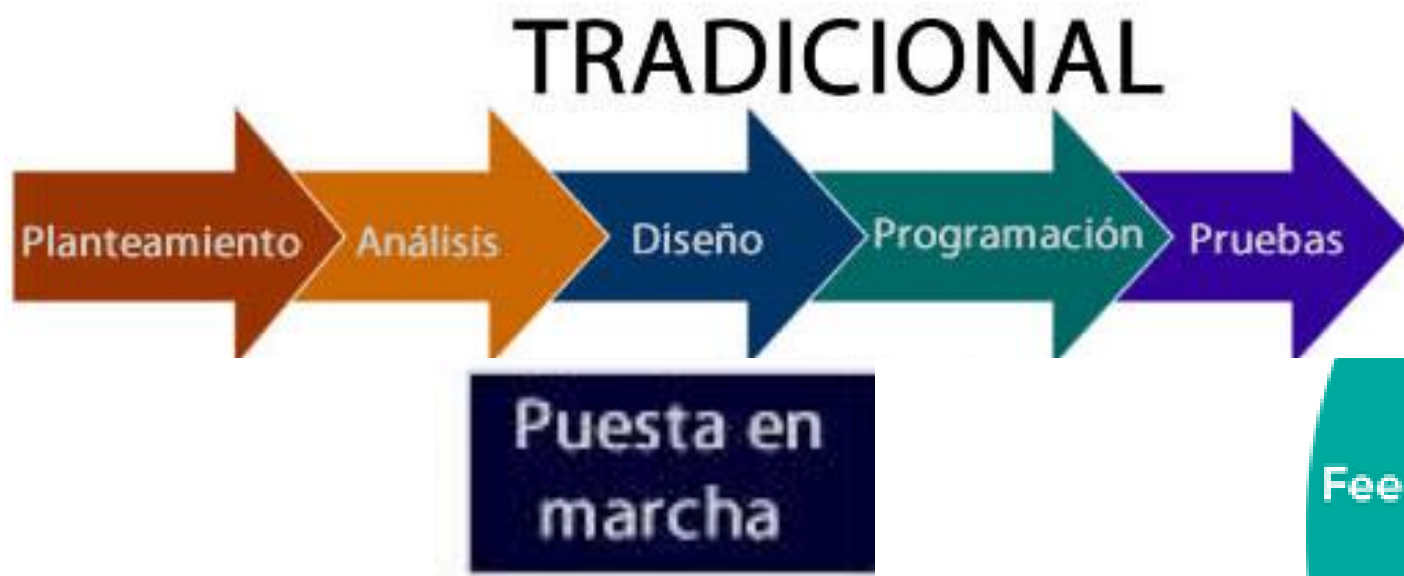 TRADICIONAL
Planteamiento Análisis Diseño Programación Pruebas
Puesta en
marcha
Fee